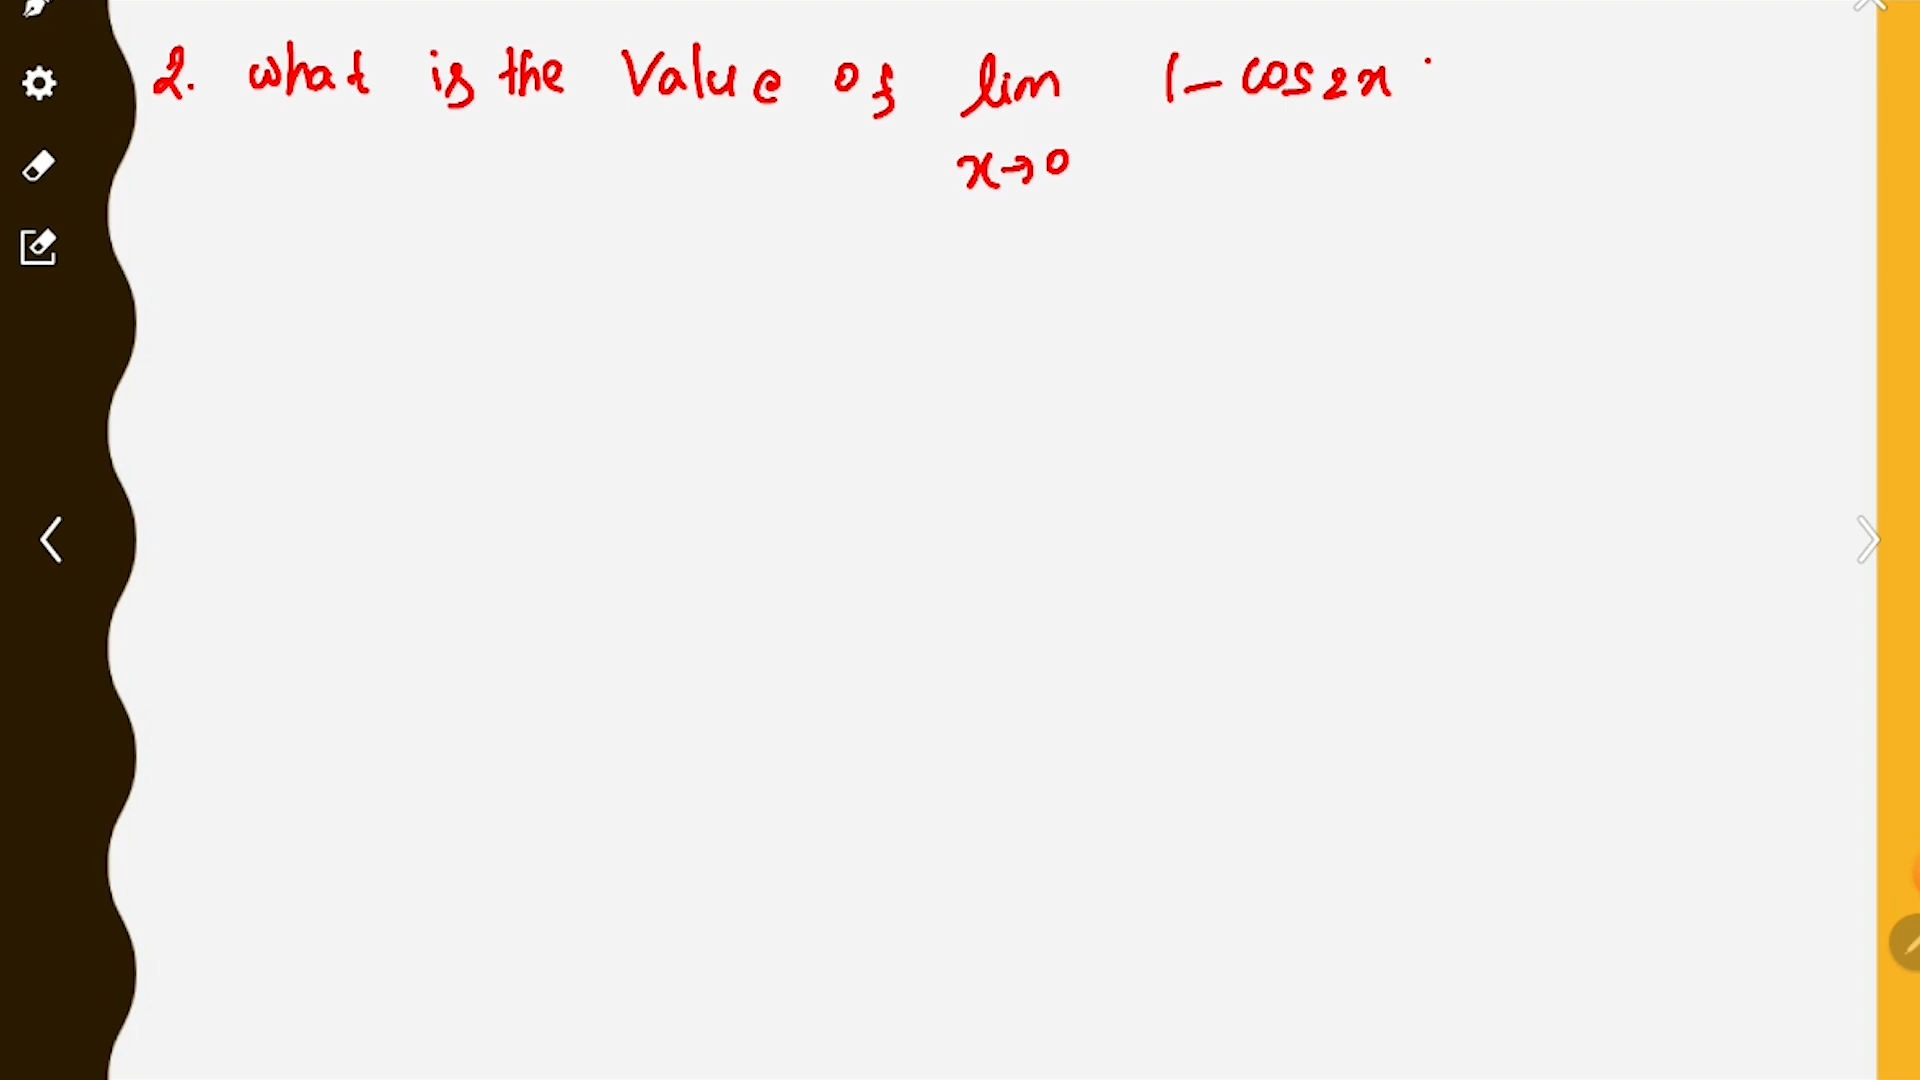 2. what is the Value of lim 1 - cos2x
x→0